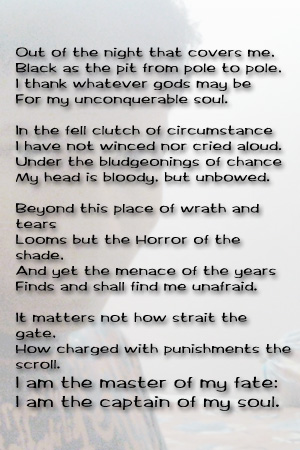 Out of the night that covers me,
Black as the pit from pole to pole,
I thank whatever gods may be
For my unconquerable soul.
In the fell clutch of circumstance
I have not winced nor cried aloud.
Under the bludgeonings of chance
My head is bloody, but unbowed.
Beyond this place of wrath and
tears
Looms but the Horror of the
shade,
And yet the menace of the years
Finds and shall find me unafraid.
It matters not how strait the
gate,
How charged with punishments the
scroll.
I am the master of my fate:
I am the captain of my soul.